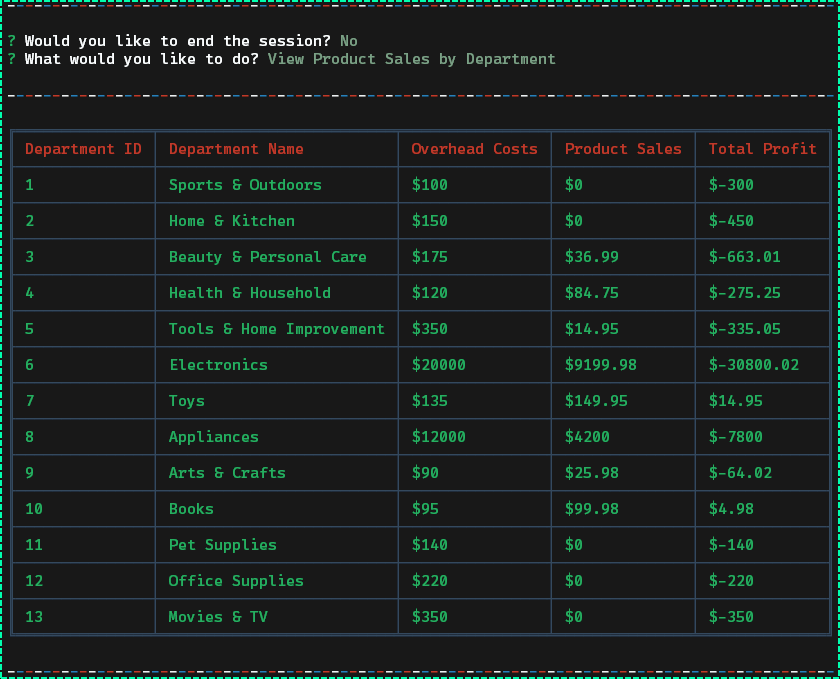 ? Would you like to end the session? No
? What would you like to do? View Product Sales by Department
Department ID Department Name Overhead Costs Product Sales Total Profit
1 Sports & Outdoors $100 $0 $-300
2 Home & Kitchen $150 $0 $-450
3 Beauty & Personal Care $175 $36.99 $-663.01
4 Health & Household $120 $84.75 $-275.25
5 Tools & Home Improvement $350 $14.95 $-335.05
6 Electronics $20000 $9199.98 $-30800.02
7 Toys $135 $149.95 $14.95
8 Appliances $12000 $4200 $-7800
9 Arts & Crafts $90 $25.98 $-64.02
10 Books $95 $99.98 $4.98
11 Pet Supplies $140 $0 $-140
12 Office Supplies $220 $0 $-220
13 Movies & TV $350 $0 $-350